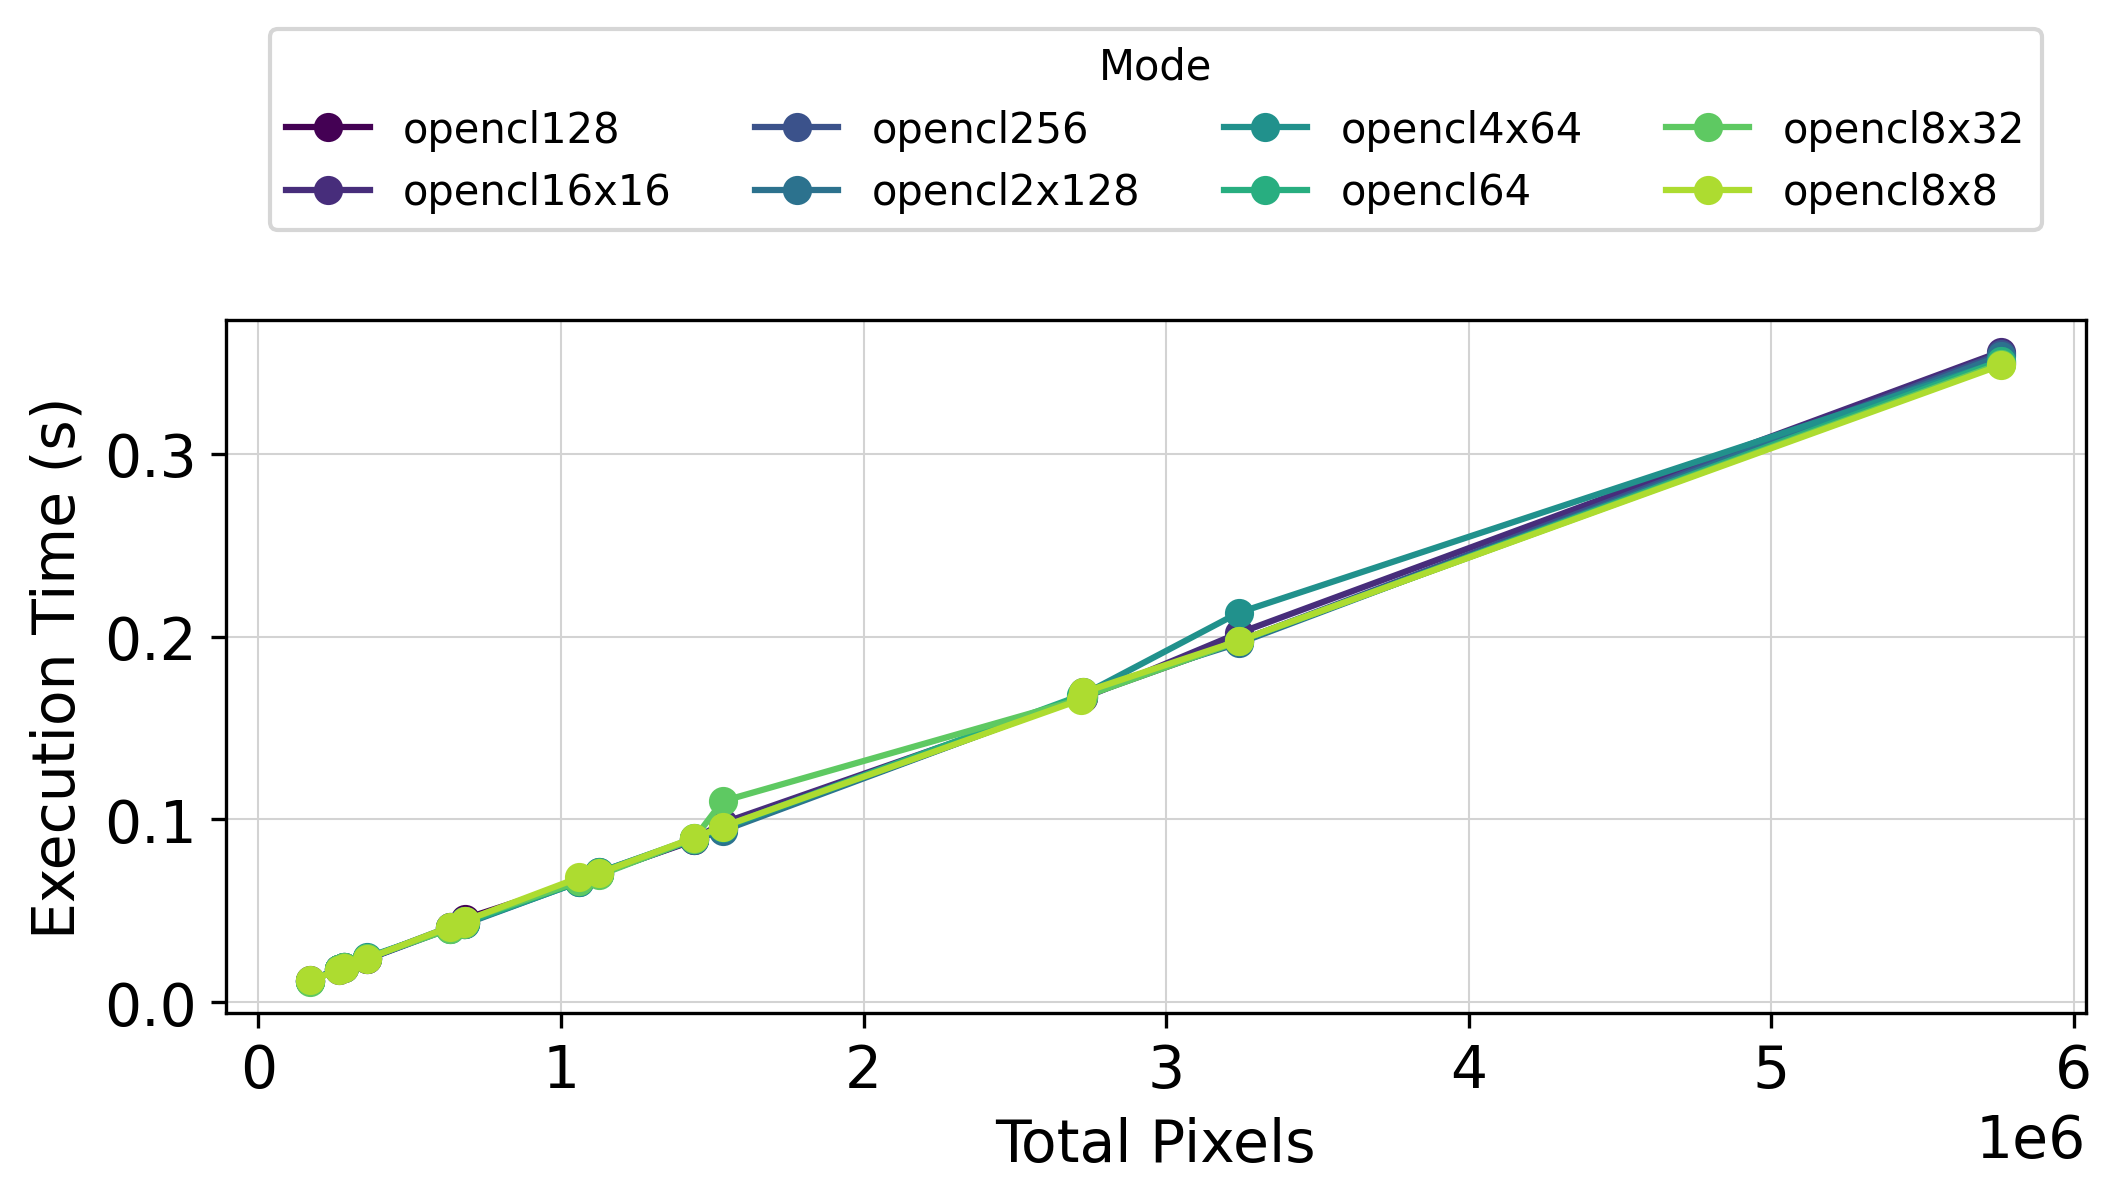 Mode
opencl128 opencl256 opencl4x64 opencl8x32
opencl16x16 opencl2x128 opencl64 opencl8x8
Execution Time (s)
0.3
0.2
0.1
0.0
0 1 2 3 4 5 6
1e6
Total Pixels